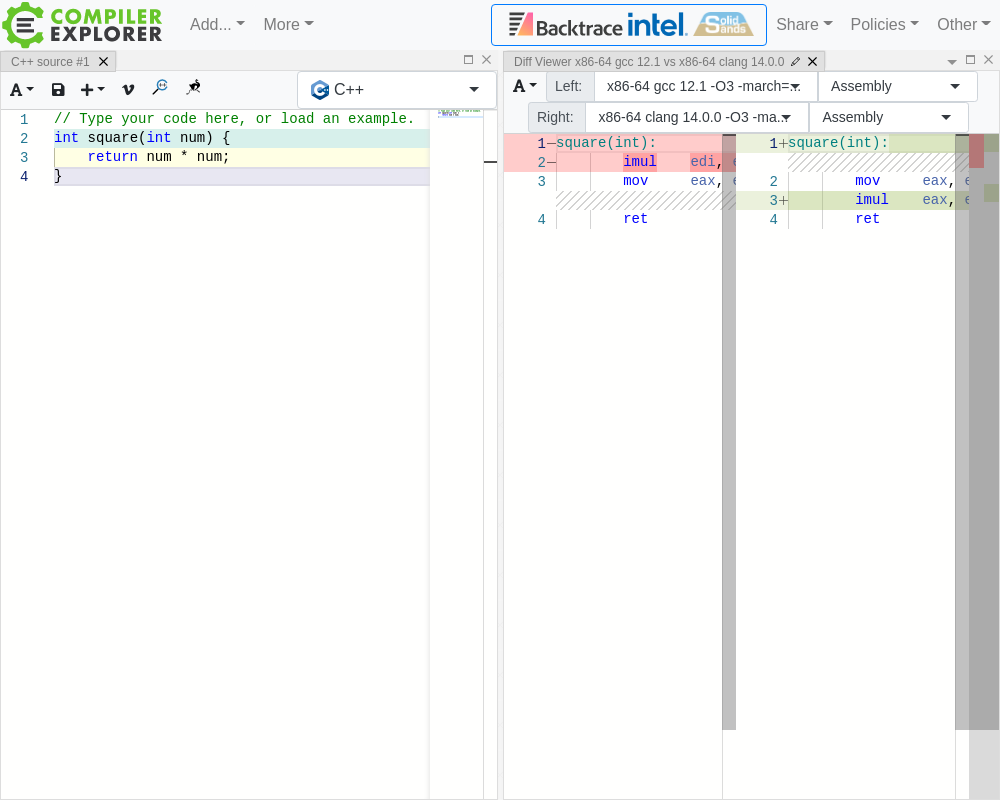 COMPILER EXPLORER
Add... More
Backtrace intel. Solid Sands
Share Policies Other
C++ source #1
A + v C++
1 // Type your code here, or load an example.
2 int square(int num) {
3 return num * num;
4 }
Diff Viewer x86-64 gcc 12.1 vs x86-64 clang 14.0.0
A Left: x86-64 gcc 12.1 -O3 -march=... Assembly
Right: x86-64 clang 14.0.0 -O3 -ma... Assembly
1— square(int):
2— imul edi,
3 mov eax,
4 ret
1+ square(int):
2 mov eax,
3+ imul eax,
4 ret